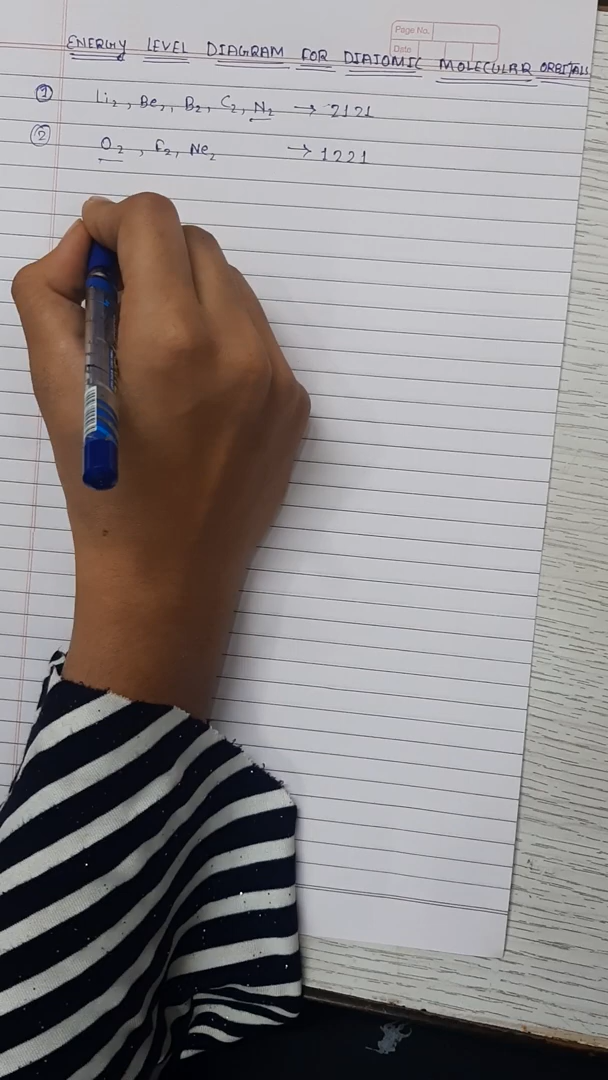 Page No.
Date
ENERGY LEVEL DIAGRAM FOR DIATOMIC MOLECULAR ORBITALS
① Li₂, Be₂, B₂, C₂, N₂ → 2121
② O₂, F₂, Ne₂ → 1221